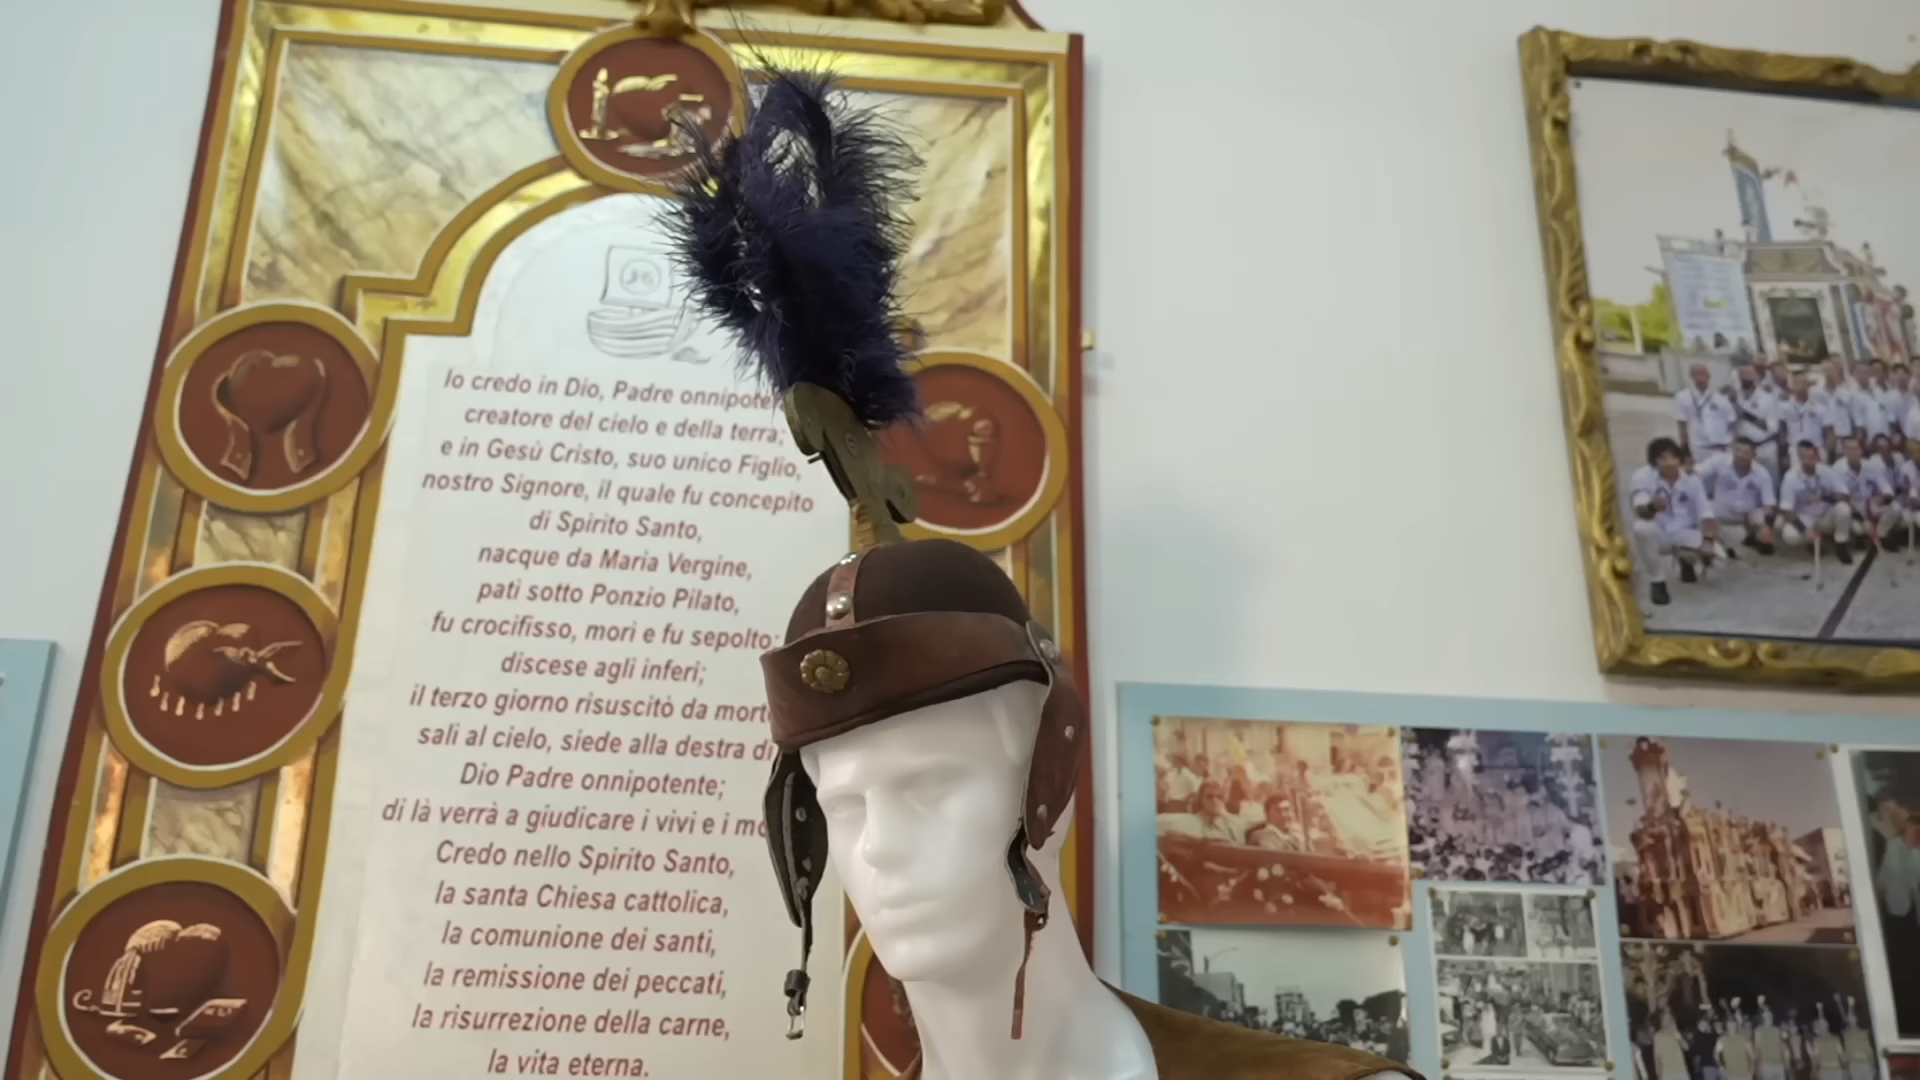 Io credo in Dio, Padre
creatore del cielo e della terra;
e in Gesù Cristo, suo unico Figlio,
nostro Signore, il quale fu concepito
di Spirito Santo,
nacque da Maria Vergine,
patì sotto Ponzio Pilato,
fu crocifisso, morì e fu sepolto;
discese agli inferi;
il terzo giorno risuscitò da
salì al cielo, siede alla destra di
Dio Padre onnipotente;
di là verrà a giudicare i vivi e i
Credo nello Spirito Santo,
la santa Chiesa cattolica,
la comunione dei santi,
la remissione dei peccati,
la risurrezione della carne,
la vita eterna.